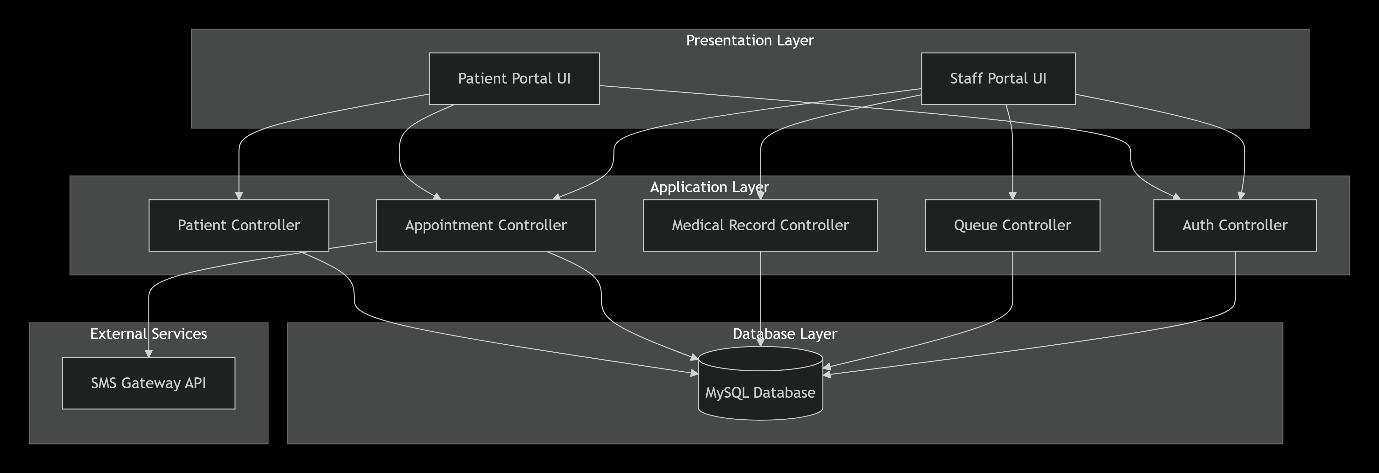 Presentation Layer
Patient Portal UI
Staff Portal UI
Application Layer
Patient Controller
Appointment Controller
Medical Record Controller
Queue Controller
Auth Controller
External Services
Database Layer
SMS Gateway API
MySQL Database